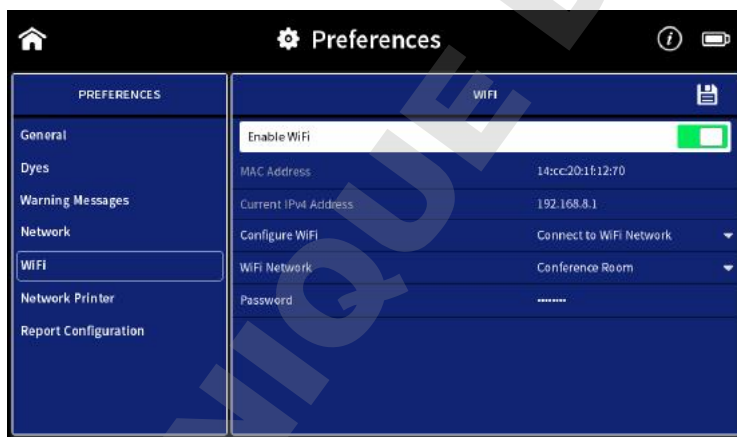 Preferences
PREFERENCES
WIFI
General
Dyes
Warning Messages
Network
WiFi
Network Printer
Report Configuration
Enable WiFi
MAC Address 14:cc:20:1f:12:70
Current IPv4 Address 192.168.8.1
Configure WiFi Connect to WiFi Network
WiFi Network Conference Room
Password ••••••••
NIQUE